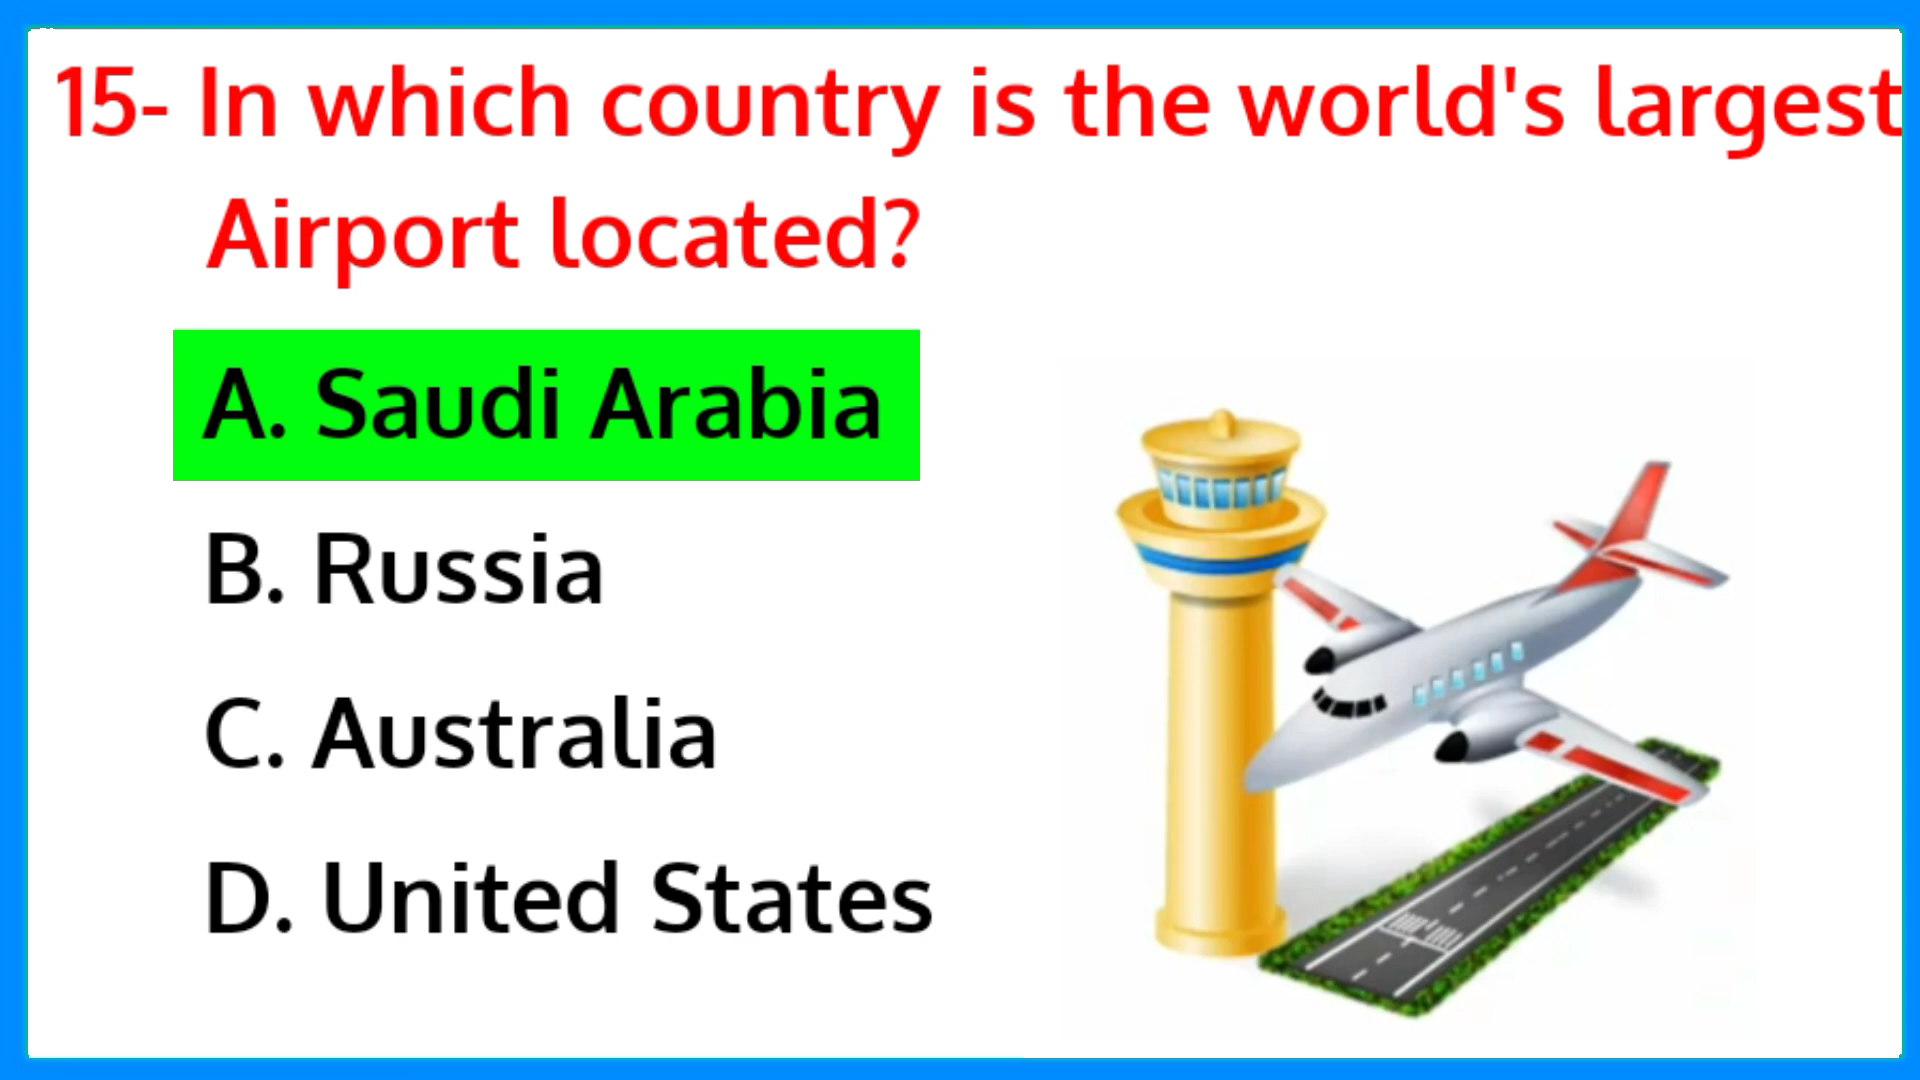 15- In which country is the world's largest
Airport located?
A. Saudi Arabia
B. Russia
C. Australia
D. United States